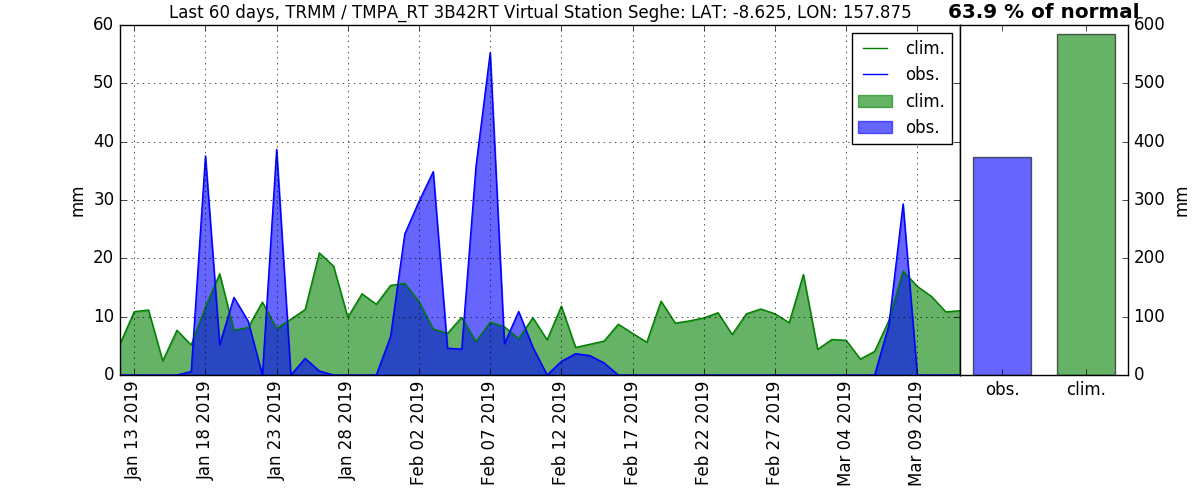 Last 60 days, TRMM / TMPA_RT 3B42RT Virtual Station Seghe: LAT: -8.625, LON: 157.875
63.9 % of normal
60
50
40
30
20
10
0
mm
clim.
obs.
clim.
obs.
600
500
400
300
200
100
0
mm
Jan 13 2019
Jan 18 2019
Jan 23 2019
Jan 28 2019
Feb 02 2019
Feb 07 2019
Feb 12 2019
Feb 17 2019
Feb 22 2019
Feb 27 2019
Mar 04 2019
Mar 09 2019
obs.
clim.